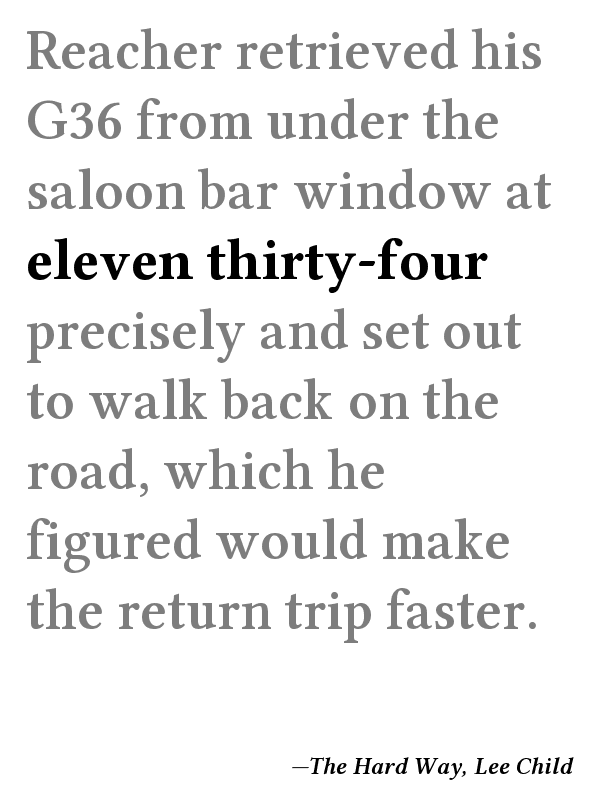 Reacher retrieved his
G36 from under the
saloon bar window at
eleven thirty-four
precisely and set out
to walk back on the
road, which he
figured would make
the return trip faster.
—The Hard Way, Lee Child